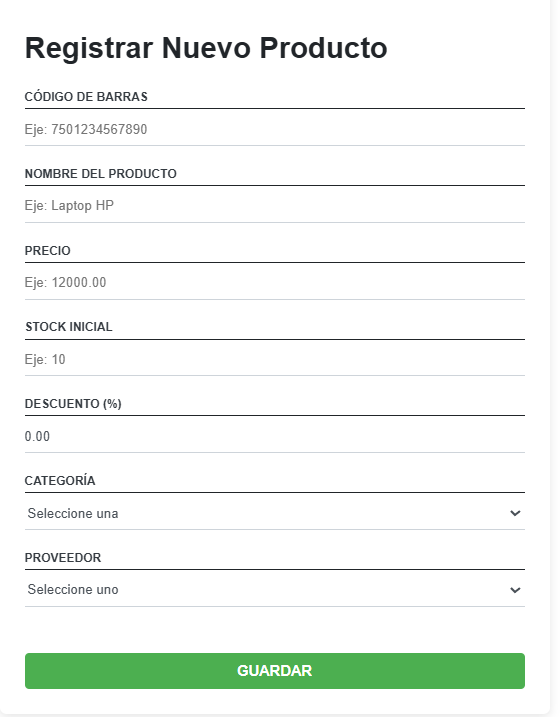 Registrar Nuevo Producto
CÓDIGO DE BARRAS
Eje: 7501234567890
NOMBRE DEL PRODUCTO
Eje: Laptop HP
PRECIO
Eje: 12000.00
STOCK INICIAL
Eje: 10
DESCUENTO (%)
0.00
CATEGORÍA
Seleccione una
PROVEEDOR
Seleccione uno
GUARDAR